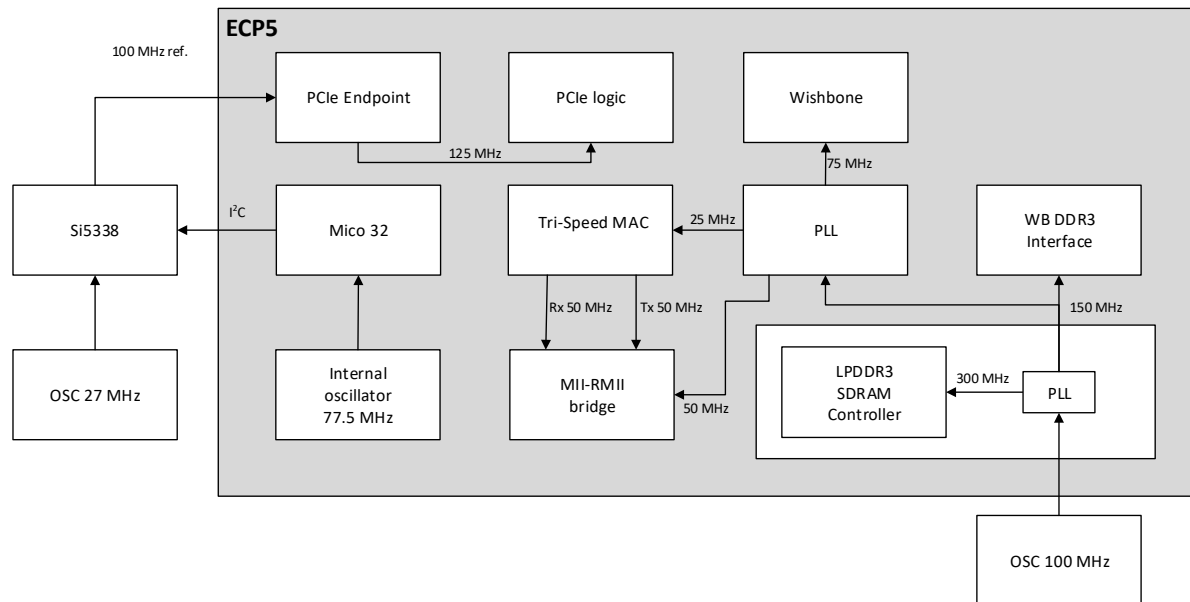 ECP5
100 MHz ref.
PCIe Endpoint
PCIe logic
Wishbone
125 MHz
75 MHz
Si5338
I²C
Mico 32
Tri-Speed MAC
25 MHz
PLL
WB DDR3
Interface
Rx 50 MHz
Tx 50 MHz
150 MHz
OSC 27 MHz
Internal
oscillator
77.5 MHz
MII-RMII
bridge
50 MHz
LPDDR3
SDRAM
Controller
300 MHz
PLL
OSC 100 MHz